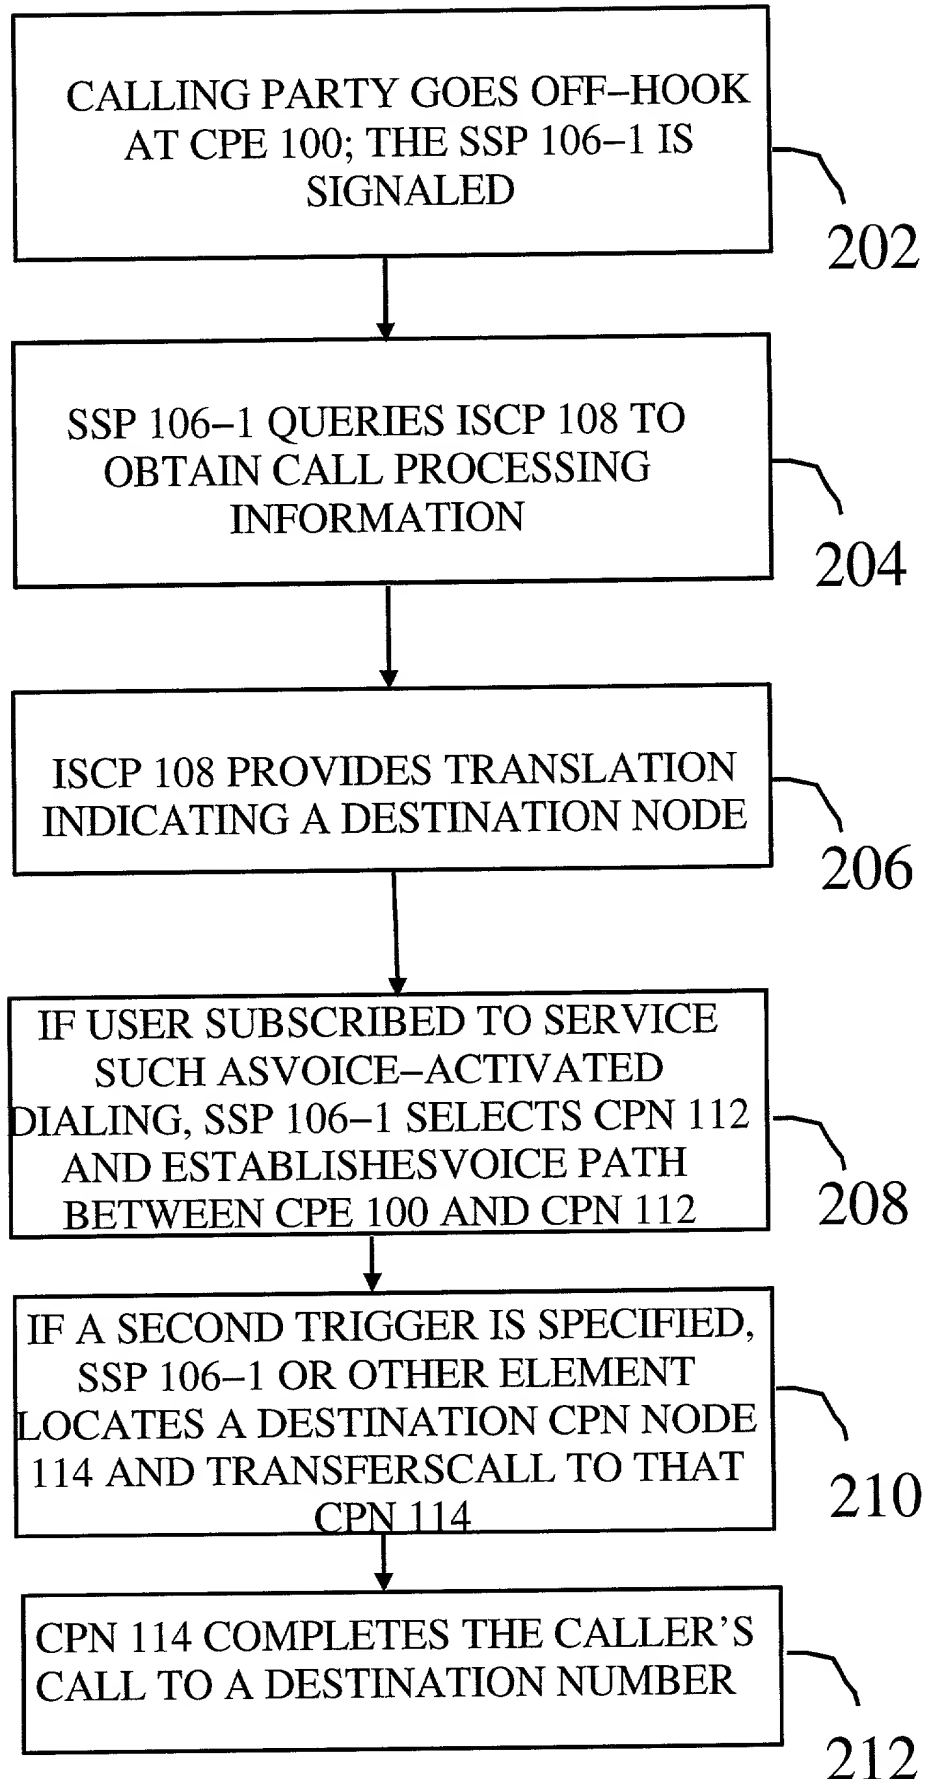 CALLING PARTY GOES OFF–HOOK
AT CPE 100; THE SSP 106–1 IS
SIGNALED
202
SSP 106–1 QUERIES ISCP 108 TO
OBTAIN CALL PROCESSING
INFORMATION
204
ISCP 108 PROVIDES TRANSLATION
INDICATING A DESTINATION NODE
206
IF USER SUBSCRIBED TO SERVICE
SUCH ASVOICE–ACTIVATED
DIALING, SSP 106–1 SELECTS CPN 112
AND ESTABLISHESVOICE PATH
BETWEEN CPE 100 AND CPN 112
208
IF A SECOND TRIGGER IS SPECIFIED,
SSP 106–1 OR OTHER ELEMENT
LOCATES A DESTINATION CPN NODE
114 AND TRANSFERSCALL TO THAT
CPN 114
210
CPN 114 COMPLETES THE CALLER'S
CALL TO A DESTINATION NUMBER
212